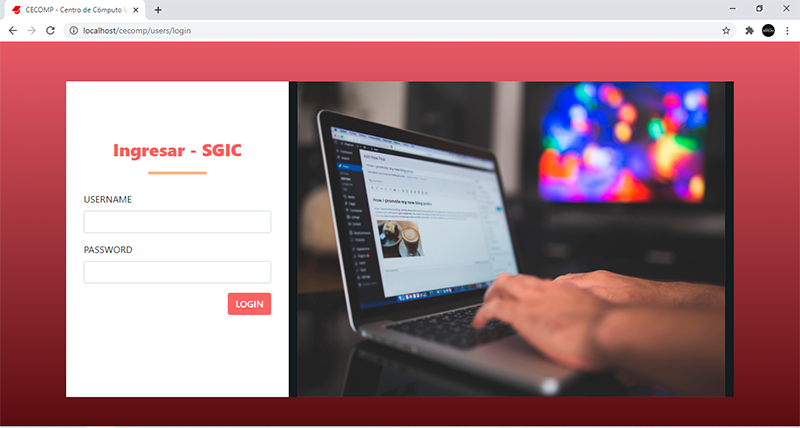 CECOMP - Centro de Cómputo
localhost/cecomp/users/login
Ingresar - SGIC
USERNAME
PASSWORD
LOGIN
How I promote my new blog posts